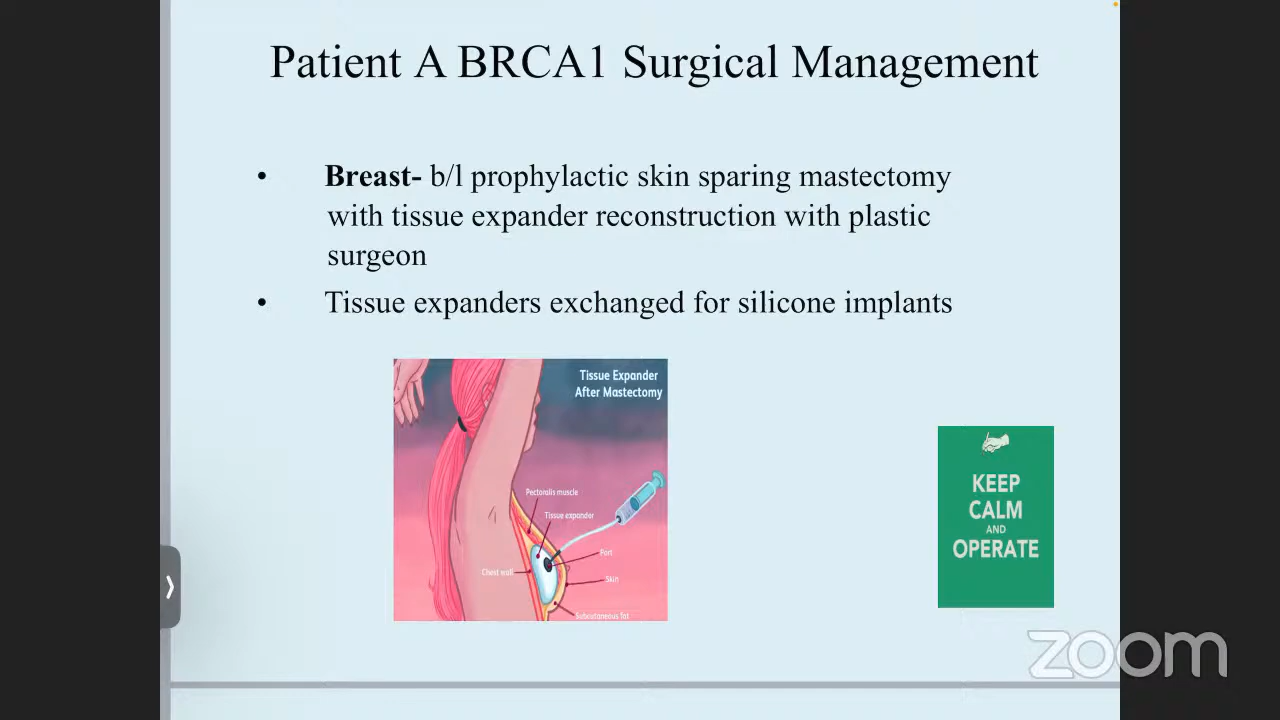 Patient A BRCA1 Surgical Management
• Breast- b/l prophylactic skin sparing mastectomy
with tissue expander reconstruction with plastic
surgeon
• Tissue expanders exchanged for silicone implants
Tissue Expander
After Mastectomy
Pectoralis muscle
Tissue expander
Port
Chest wall
Skin
Subcutaneous fat
KEEP
CALM
AND
OPERATE
zoom